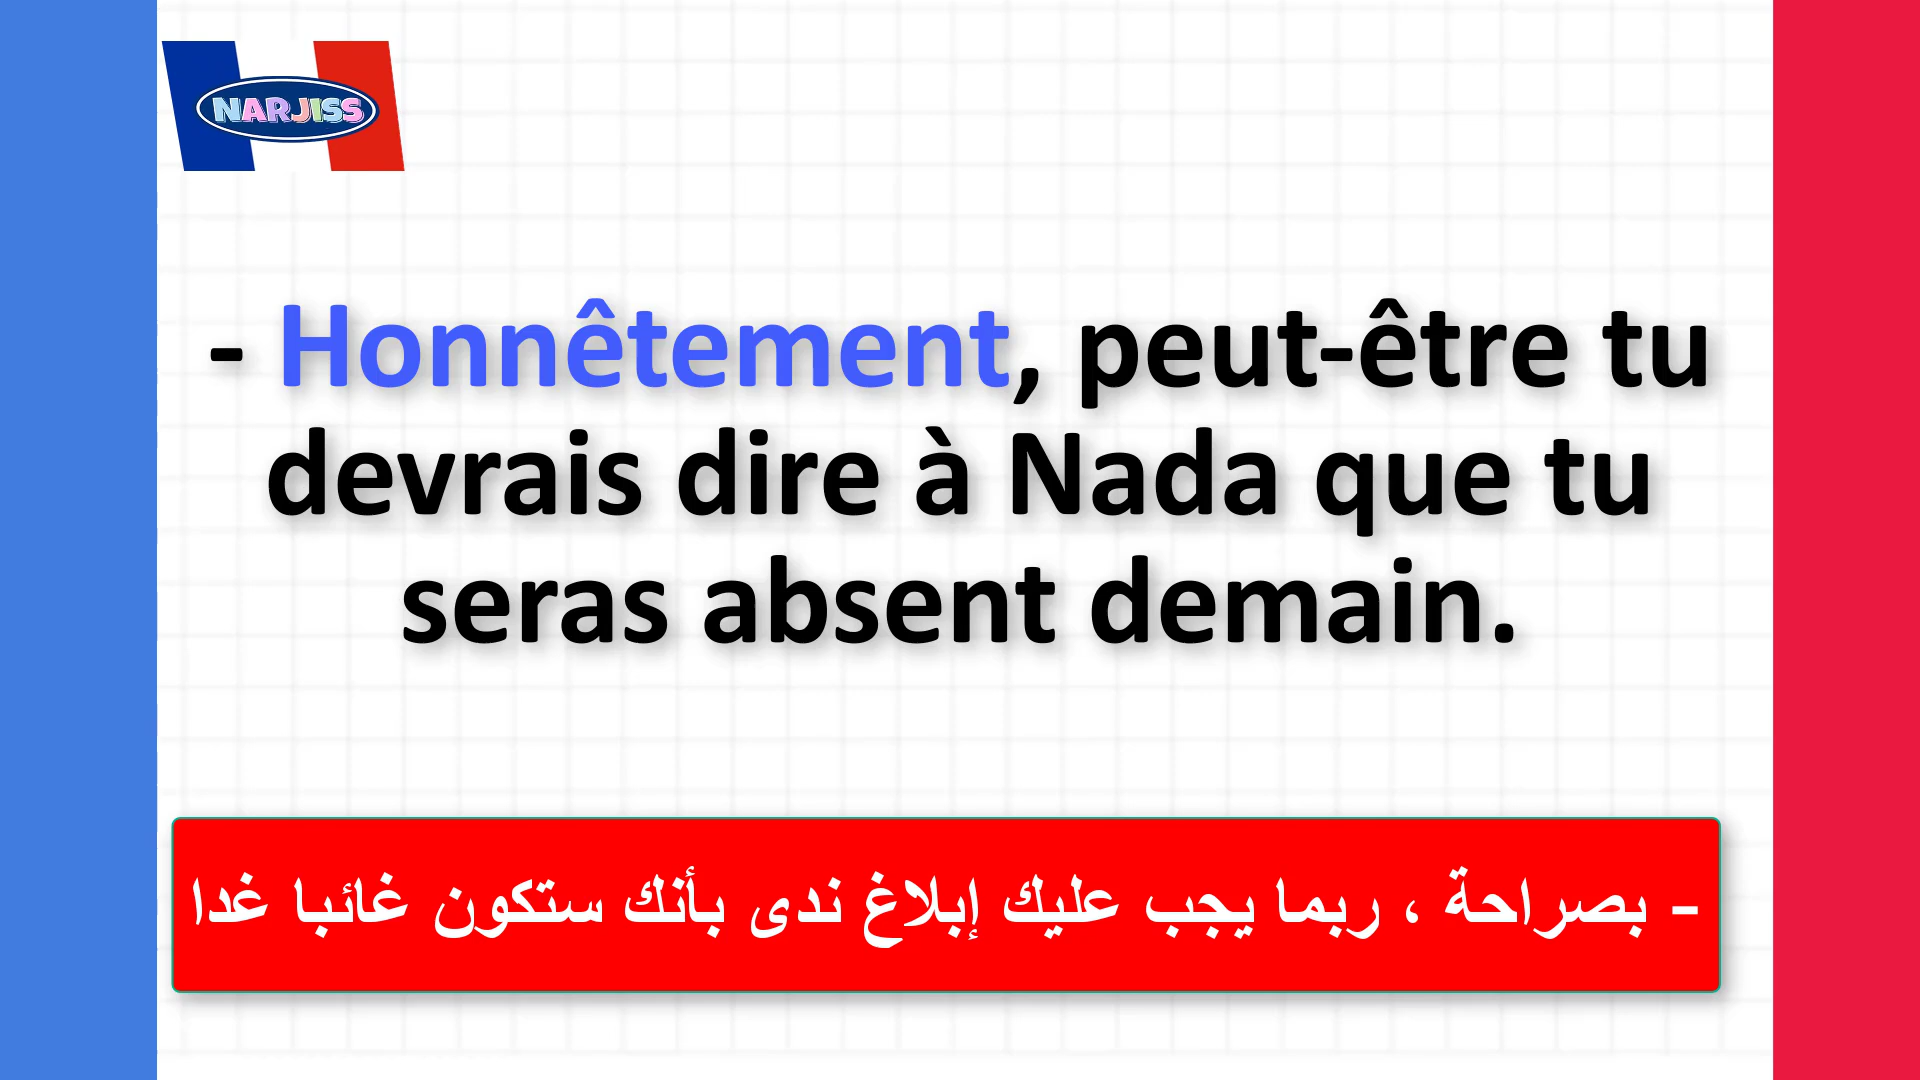 NARJISS
- Honnêtement, peut-être tu
devrais dire à Nada que tu
seras absent demain.
- بصراحة ، ربما يجب عليك إبلاغ ندى بأنك ستكون غائبا غدا